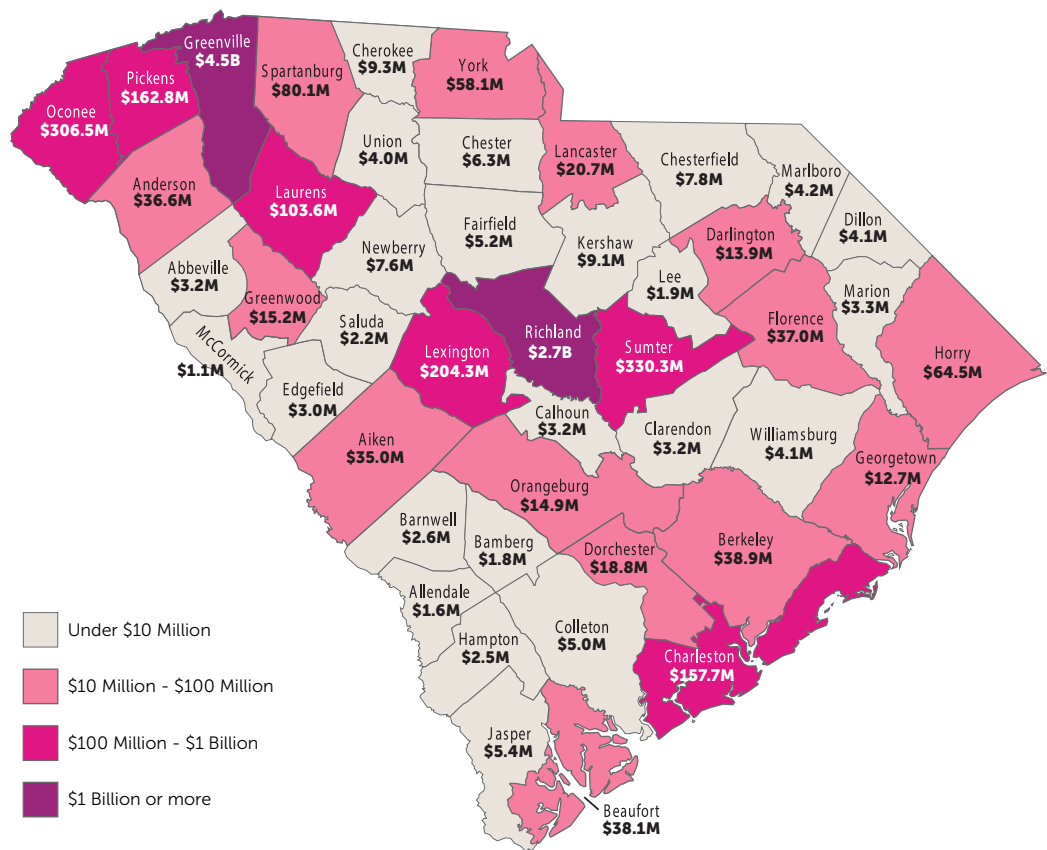 Greenville
$4.5B
Cherokee
$9.3M
York
$58.1M
Pickens
$162.8M
Spartanburg
$80.1M
Oconee
$306.5M
Union
$4.0M
Chester
$6.3M
Lancaster
$20.7M
Chesterfield
$7.8M
Marlboro
$4.2M
Anderson
$36.6M
Laurens
$103.6M
Dillon
$4.1M
Fairfield
$5.2M
Newberry
$7.6M
Kershaw
$9.1M
Darlington
$13.9M
Abbeville
$3.2M
Lee
$1.9M
Marion
$3.3M
Greenwood
$15.2M
Saluda
$2.2M
Richland
$2.7B
Florence
$37.0M
Lexington
$204.3M
Sumter
$330.3M
Horry
$64.5M
McCormick
$1.1M
Edgefield
$3.0M
Calhoun
$3.2M
Clarendon
$3.2M
Williamsburg
$4.1M
Aiken
$35.0M
Georgetown
$12.7M
Orangeburg
$14.9M
Barnwell
$2.6M
Bamberg
$1.8M
Dorchester
$18.8M
Berkeley
$38.9M
Allendale
$1.6M
Colleton
$5.0M
Hampton
$2.5M
Charleston
$157.7M
Jasper
$5.4M
Beaufort
$38.1M
Under $10 Million
$10 Million - $100 Million
$100 Million - $1 Billion
$1 Billion or more